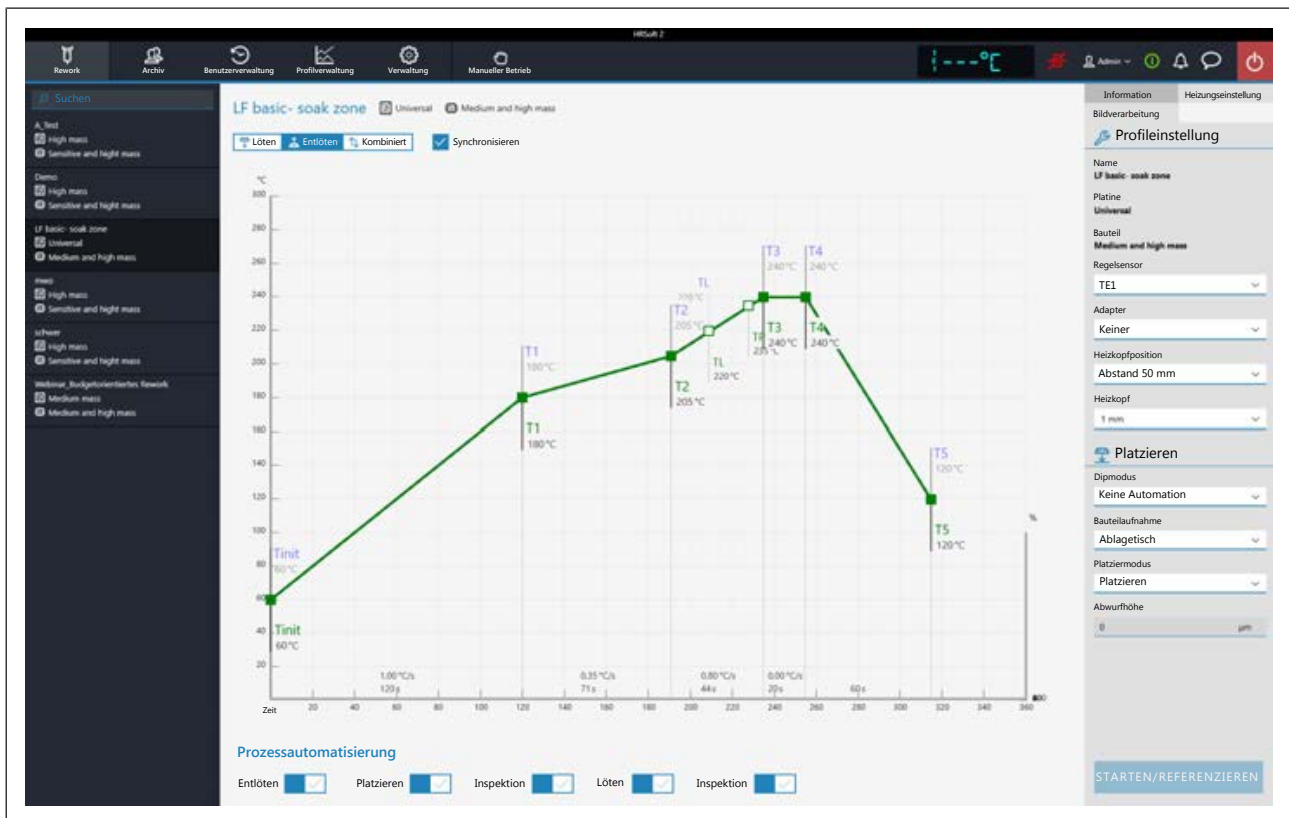 HRSoft 2
Rework
Archiv
Benutzerverwaltung
Profilverwaltung
Verwaltung
Manueller Betrieb
---°C
Admin
Suchen
A_Test
High mass
Sensitive and hight mass
Demo
High mass
Sensitive and hight mass
LF basic- soak zone
Universal
Medium and high mass
High mass
Sensitive and hight mass
schwer
High mass
Sensitive and hight mass
Webinar_Budgetorientiertes Rework
Medium mass
Medium and high mass
LF basic- soak zone Universal Medium and high mass
Löten Entlöten Kombiniert Synchronisieren
°C
300
280
260
240
220
200
180
160
140
120
100
80
60
40
20
Tinit
60 °C
Tinit
60 °C
T1
180 °C
T1
180 °C
T2
205 °C
T2
205 °C
TL
220 °C
TL
220 °C
TP
235 °C
T3
240 °C
T3
240 °C
T4
240 °C
T4
240 °C
T5
120 °C
T5
120 °C
%
1.00 °C/s 0.35 °C/s 0.80 °C/s 0.00 °C/s
120 s 71 s 44 s 20 s 60 s
Zeit 20 40 60 80 100 120 140 160 180 200 220 240 260 280 300 320 340 360
Prozessautomatisierung
Entlöten Platzieren Inspektion Löten Inspektion
Information Heizungseinstellung
Bildverarbeitung
Profileinstellung
Name
LF basic- soak zone
Platine
Universal
Bauteil
Medium and high mass
Regelsensor
TE1
Adapter
Keiner
Heizkopfposition
Abstand 50 mm
Heizkopf
1 mm
Platzieren
Dipmodus
Keine Automation
Bauteilaufnahme
Ablagetisch
Platziermodus
Platzieren
Abwurfhöhe
0 µm
STARTEN/REFERENZIEREN